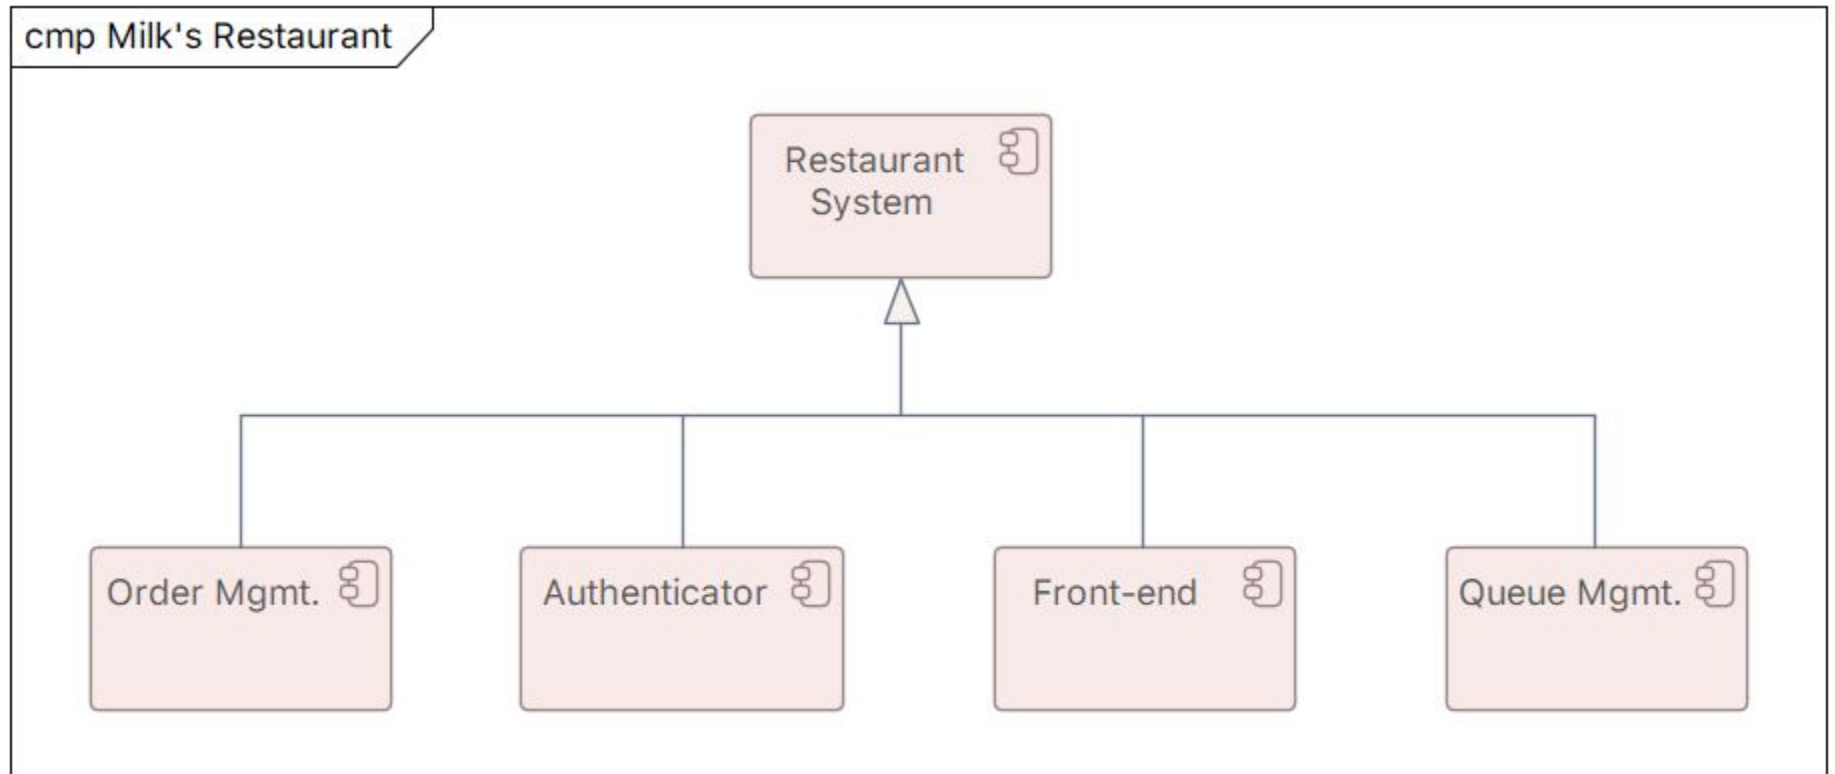 cmp Milk's Restaurant
Restaurant
System
Order Mgmt.
Authenticator
Front-end
Queue Mgmt.